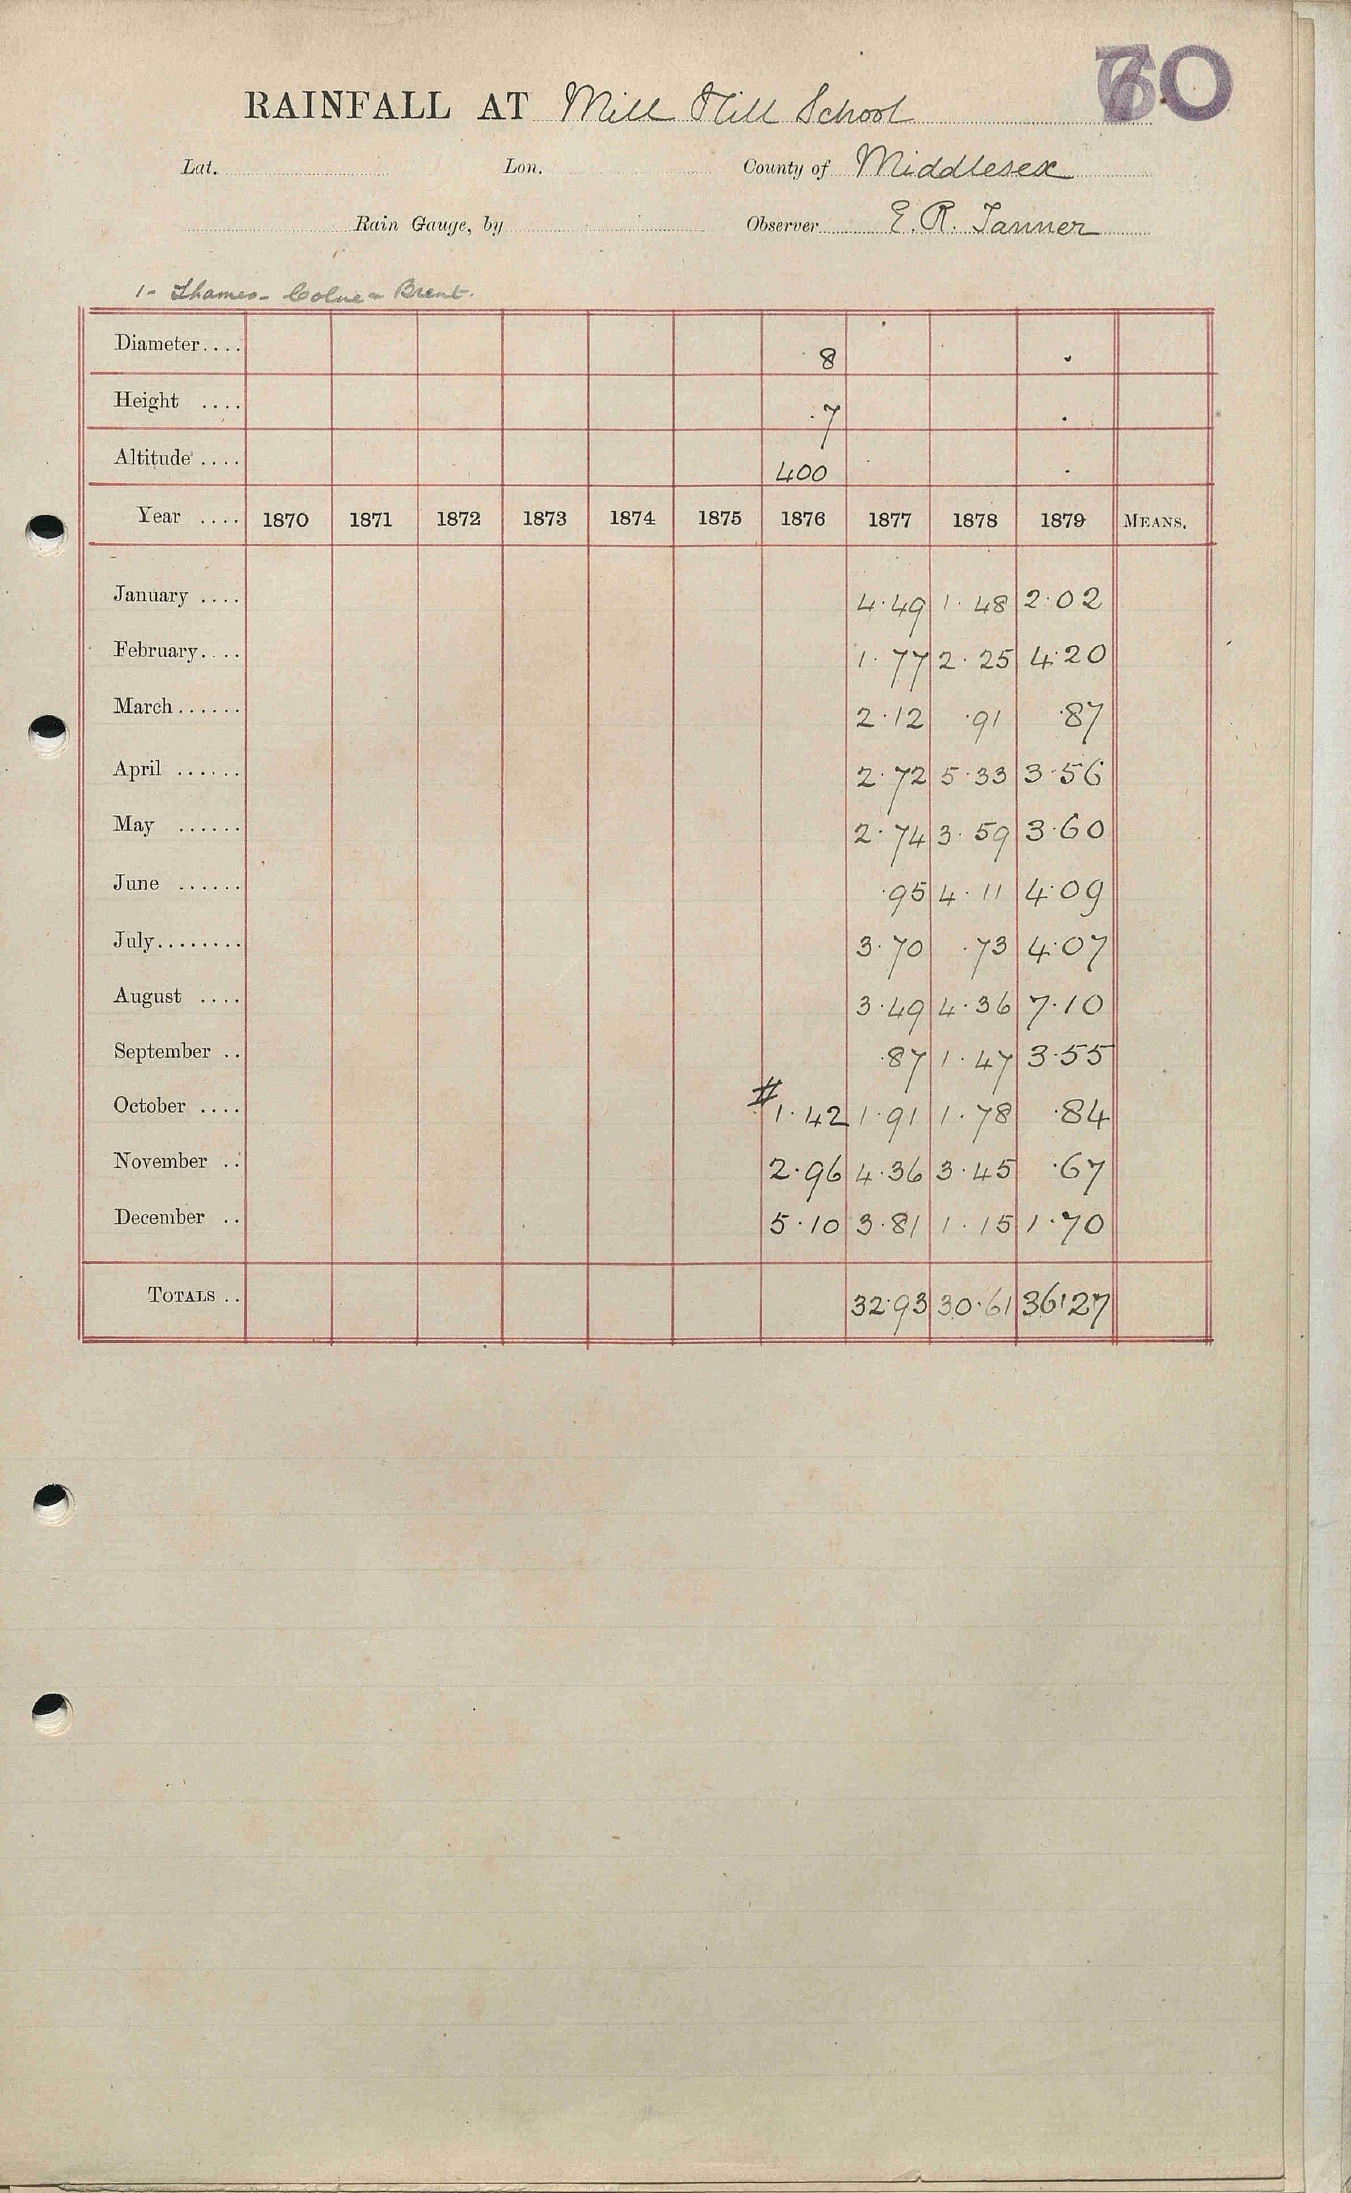 70
RAINFALL AT Mill Hill School
Lat. Lon. County of Middlesex
Rain Gauge, by Observer E. R. Tanner
1- Thames - Colne & Brent.
Diameter.... 8
Height .... ·7
Altitude .... 400
Year .... 1870 1871 1872 1873 1874 1875 1876 1877 1878 1879 MEANS.
January .... 4·49 1·48 2·02
February.... 1·77 2·25 4·20
March...... 2·12 ·91 ·87
April ...... 2·72 5·33 3·56
May ...... 2·74 3·59 3·60
June ...... ·95 4·11 4·09
July........ 3·70 ·73 4·07
August .... 3·49 4·36 7·10
September .. ·87 1·47 3·55
October .... # 1·42 1·91 1·78 ·84
November .. 2·96 4·36 3·45 ·67
December .. 5·10 3·81 1·15 1·70
TOTALS .. 32·93 30·61 36·27